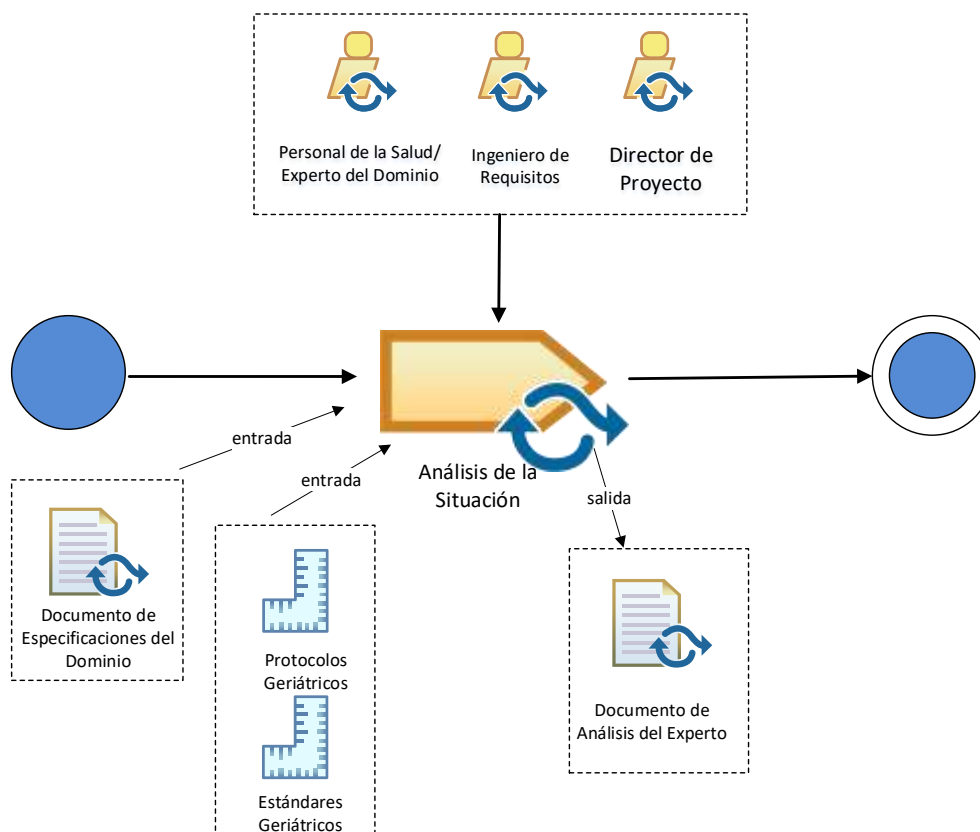 Personal de la Salud/
Experto del Dominio
Ingeniero de
Requisitos
Director de
Proyecto
entrada
entrada
Análisis de la
Situación
salida
Documento de
Especificaciones del
Dominio
Protocolos
Geriátricos
Estándares
Geriátricos
Documento de
Análisis del Experto